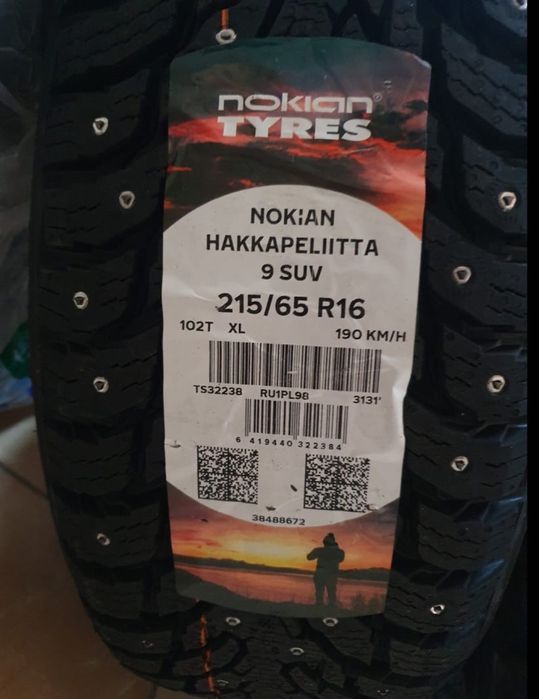 nokian®
TYRES
NOKIAN
HAKKAPELIITTA
9 SUV
215/65 R16
102T XL 190 KM/H
TS32238 RU1PL98 3131'
6 419440 322384
38488672